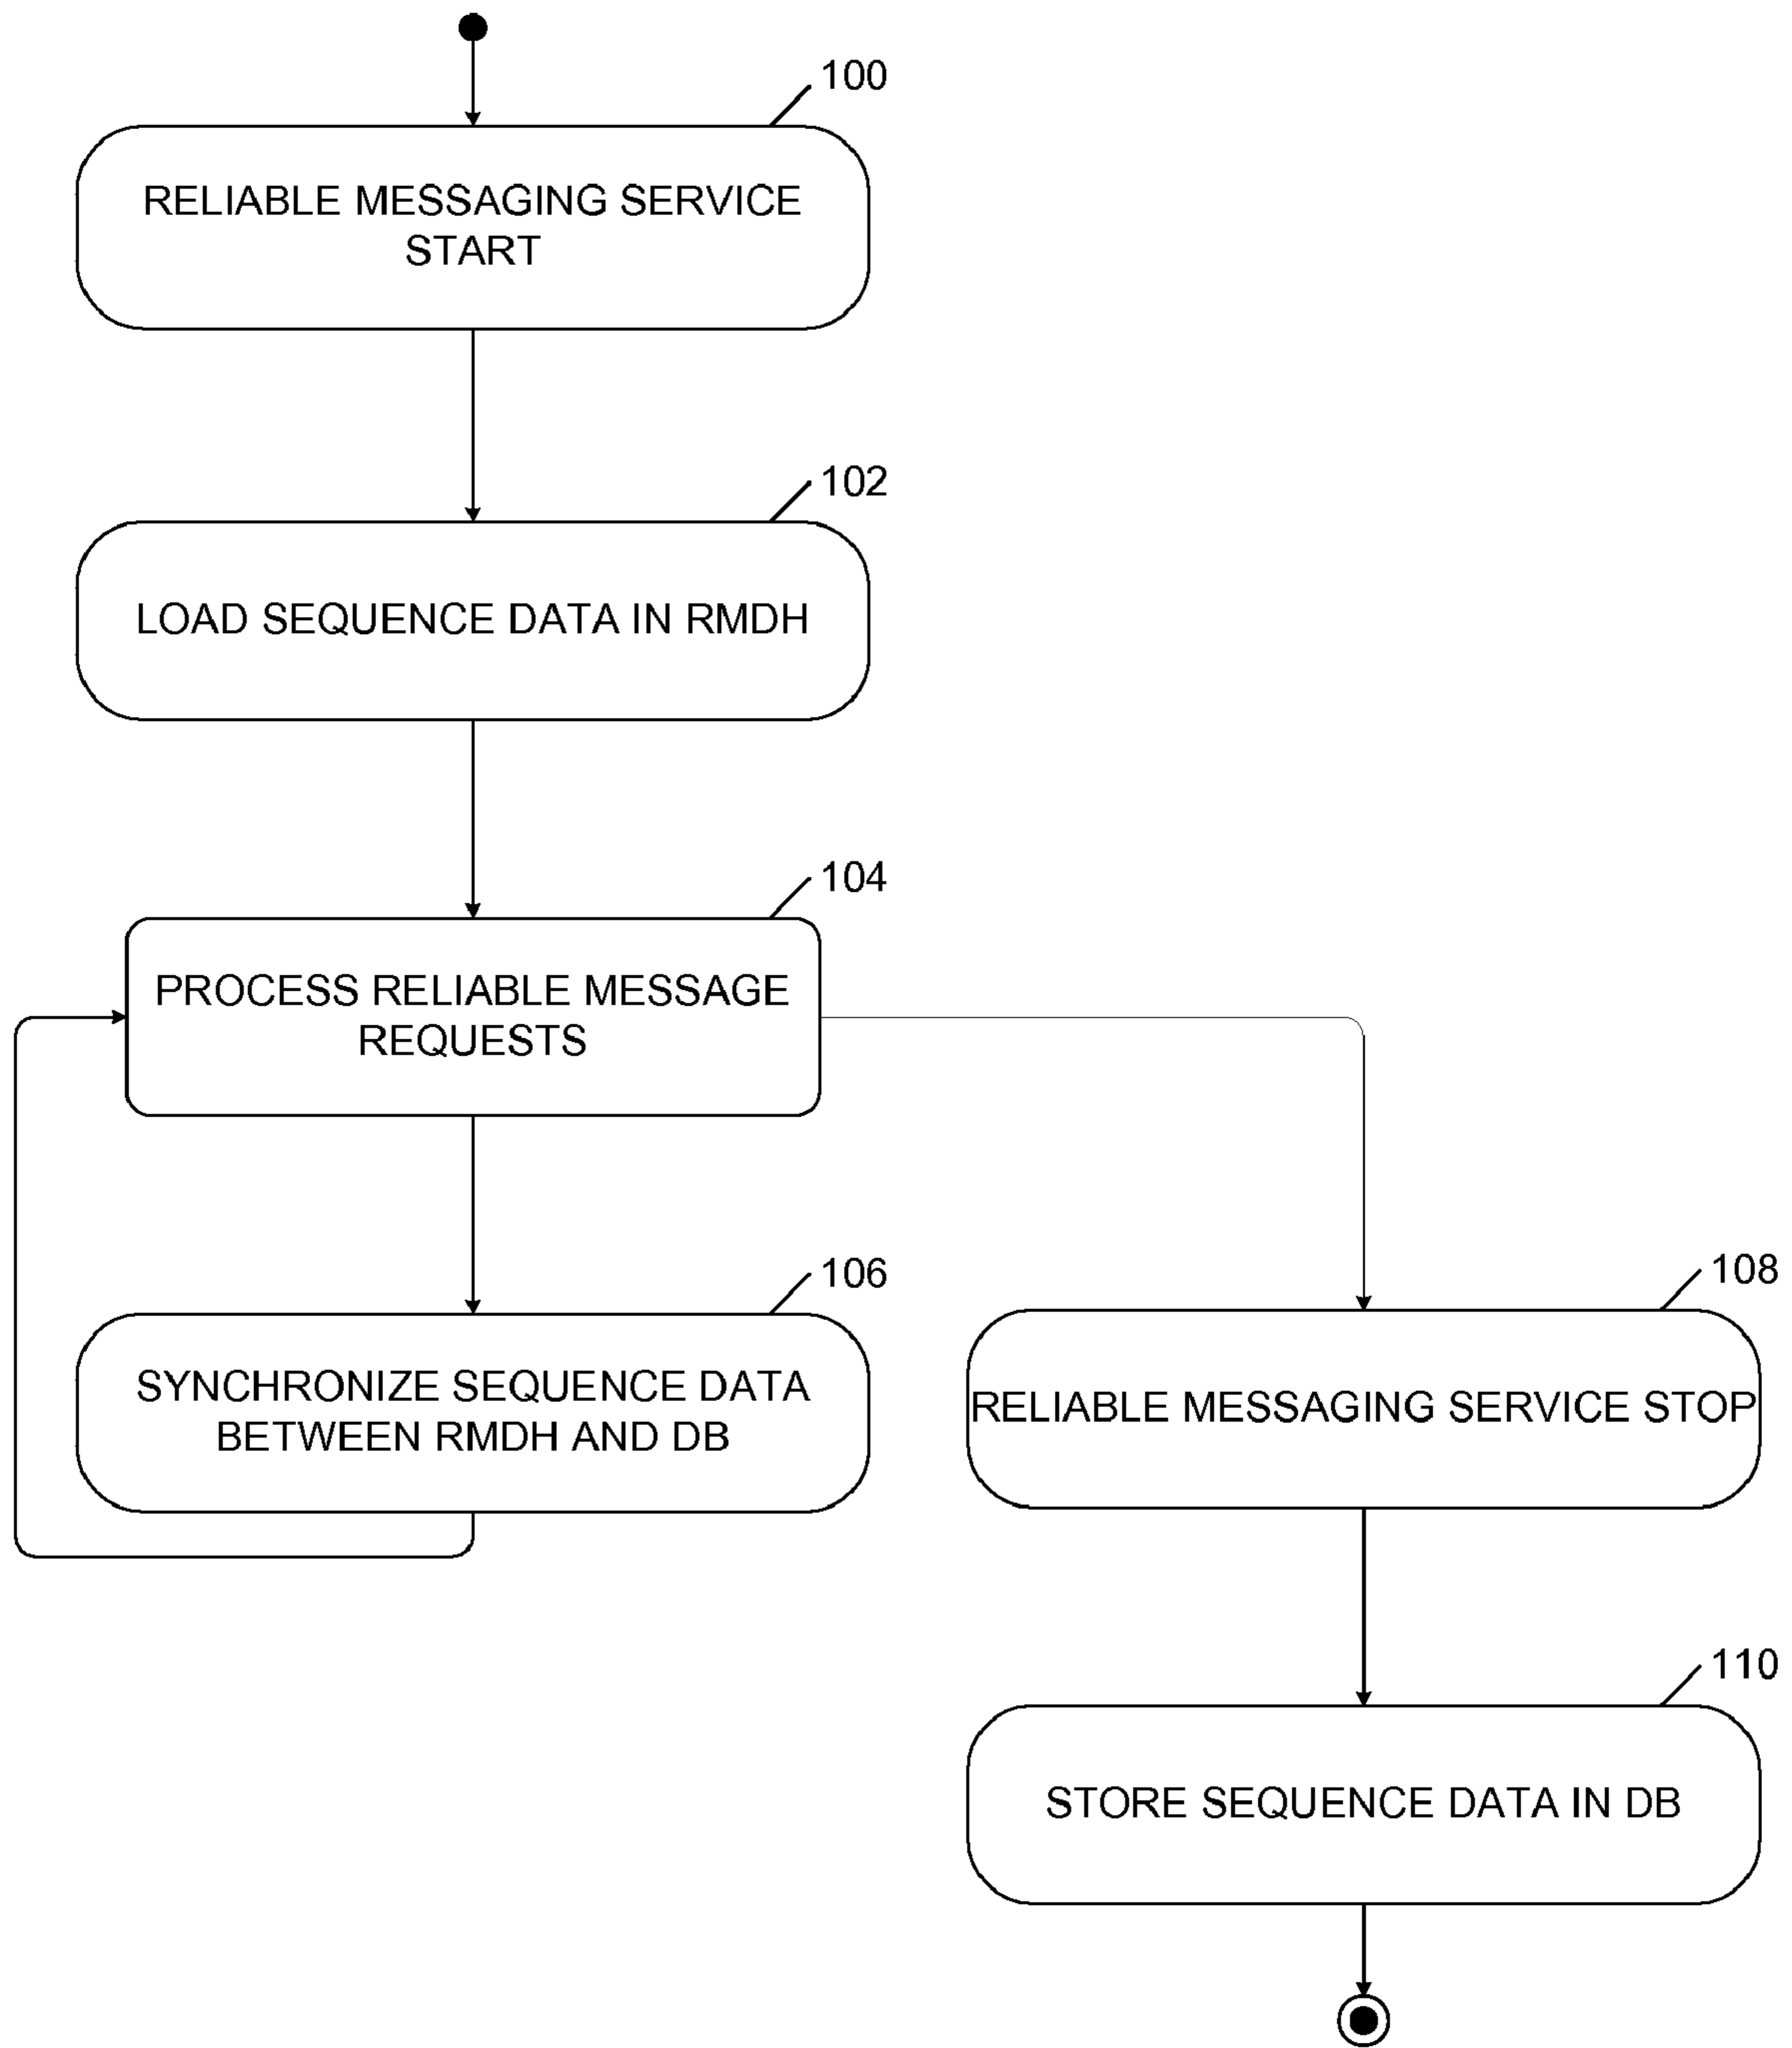 100
RELIABLE MESSAGING SERVICE
START
102
LOAD SEQUENCE DATA IN RMDH
104
PROCESS RELIABLE MESSAGE
REQUESTS
106
SYNCHRONIZE SEQUENCE DATA
BETWEEN RMDH AND DB
108
RELIABLE MESSAGING SERVICE STOP
110
STORE SEQUENCE DATA IN DB